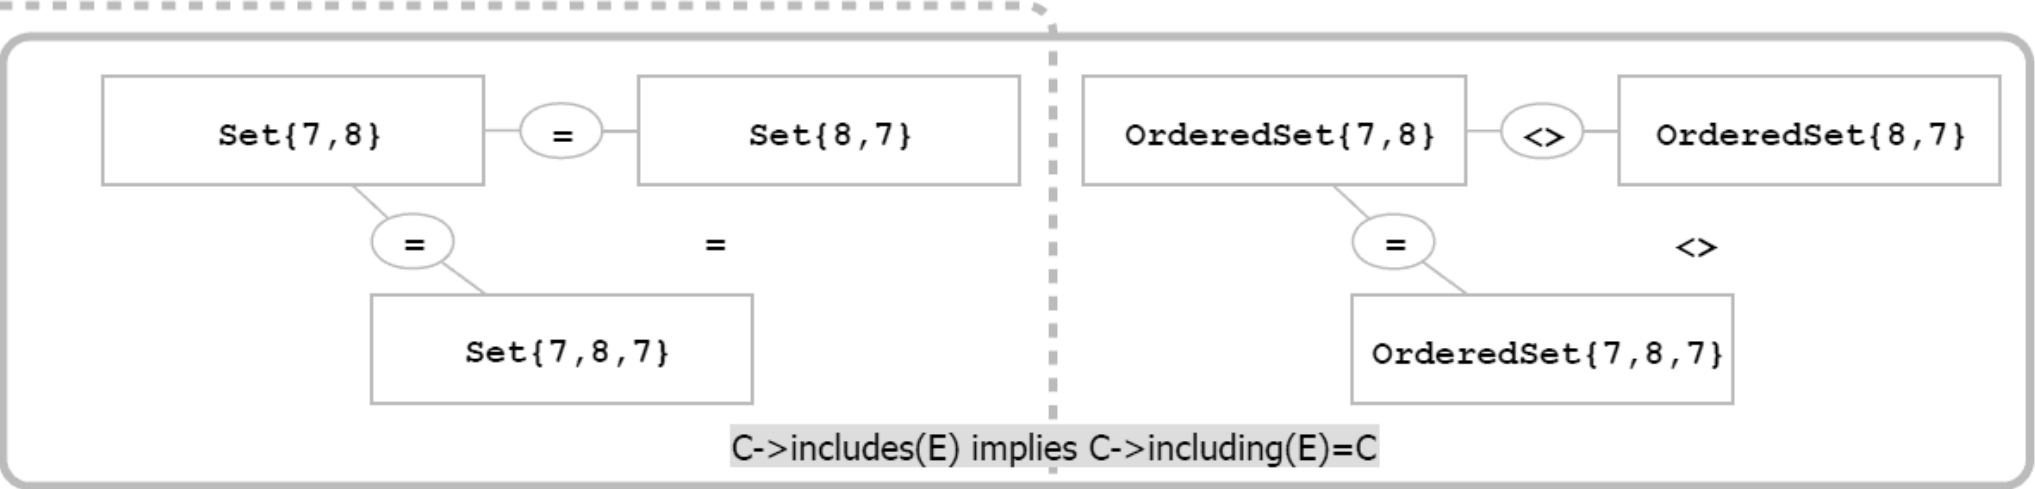 Set{7,8} = Set{8,7} OrderedSet{7,8} <> OrderedSet{8,7}
= = = <>
Set{7,8,7} OrderedSet{7,8,7}
C->includes(E) implies C->including(E)=C